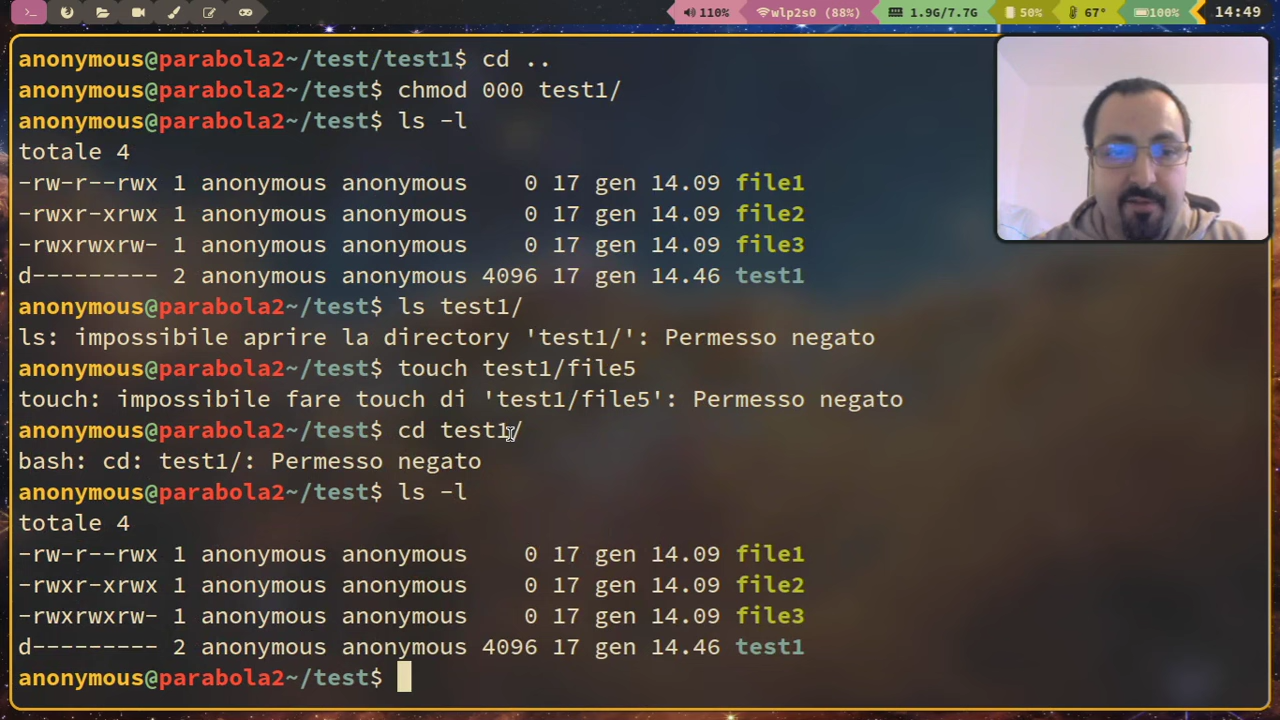 110%
wlp2s0 (88%)
1.9G/7.7G
50%
67°
100%
14:49
anonymous@parabola2~/test/test1$ cd ..
anonymous@parabola2~/test$ chmod 000 test1/
anonymous@parabola2~/test$ ls -l
totale 4
-rw-r--rwx 1 anonymous anonymous    0 17 gen 14.09 file1
-rwxr-xrwx 1 anonymous anonymous    0 17 gen 14.09 file2
-rwxrwxrw- 1 anonymous anonymous    0 17 gen 14.09 file3
d--------- 2 anonymous anonymous 4096 17 gen 14.46 test1
anonymous@parabola2~/test$ ls test1/
ls: impossibile aprire la directory 'test1/': Permesso negato
anonymous@parabola2~/test$ touch test1/file5
touch: impossibile fare touch di 'test1/file5': Permesso negato
anonymous@parabola2~/test$ cd test1/
bash: cd: test1/: Permesso negato
anonymous@parabola2~/test$ ls -l
totale 4
-rw-r--rwx 1 anonymous anonymous    0 17 gen 14.09 file1
-rwxr-xrwx 1 anonymous anonymous    0 17 gen 14.09 file2
-rwxrwxrw- 1 anonymous anonymous    0 17 gen 14.09 file3
d--------- 2 anonymous anonymous 4096 17 gen 14.46 test1
anonymous@parabola2~/test$